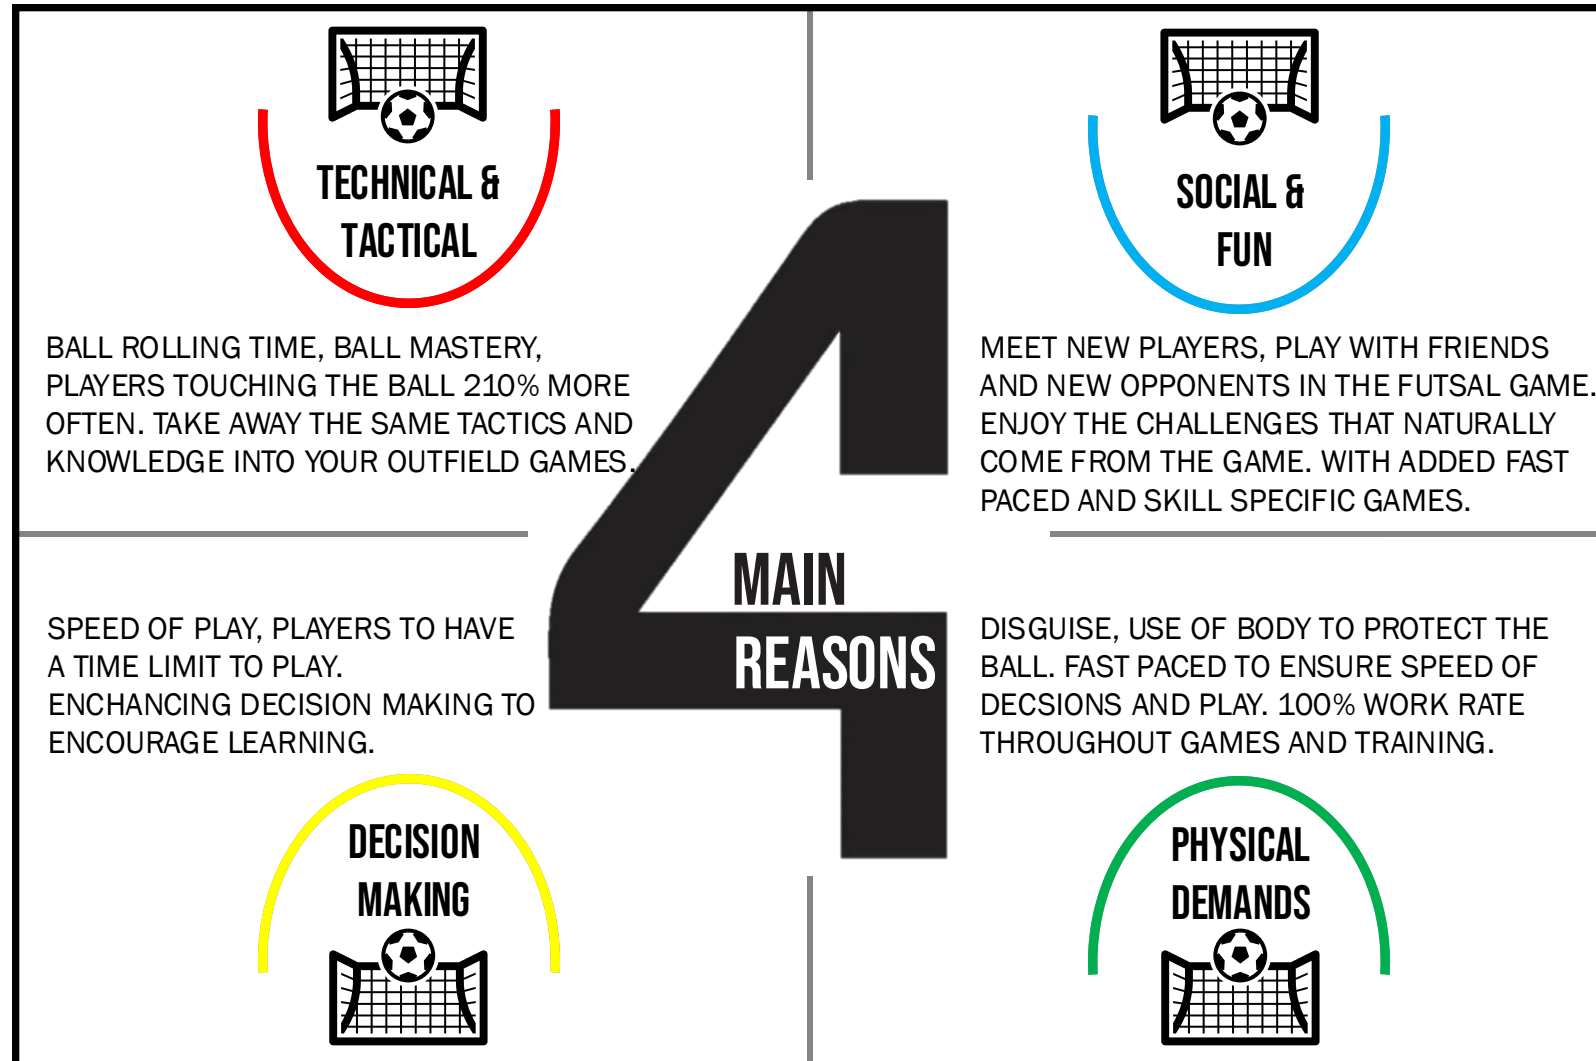 TECHNICAL &
TACTICAL
BALL ROLLING TIME, BALL MASTERY,
PLAYERS TOUCHING THE BALL 210% MORE
OFTEN. TAKE AWAY THE SAME TACTICS AND
KNOWLEDGE INTO YOUR OUTFIELD GAMES.
SOCIAL &
FUN
MEET NEW PLAYERS, PLAY WITH FRIENDS
AND NEW OPPONENTS IN THE FUTSAL GAME.
ENJOY THE CHALLENGES THAT NATURALLY
COME FROM THE GAME. WITH ADDED FAST
PACED AND SKILL SPECIFIC GAMES.
4
MAIN
REASONS
SPEED OF PLAY, PLAYERS TO HAVE
A TIME LIMIT TO PLAY.
ENCHANCING DECISION MAKING TO
ENCOURAGE LEARNING.
DECISION
MAKING
DISGUISE, USE OF BODY TO PROTECT THE
BALL. FAST PACED TO ENSURE SPEED OF
DECSIONS AND PLAY. 100% WORK RATE
THROUGHOUT GAMES AND TRAINING.
PHYSICAL
DEMANDS